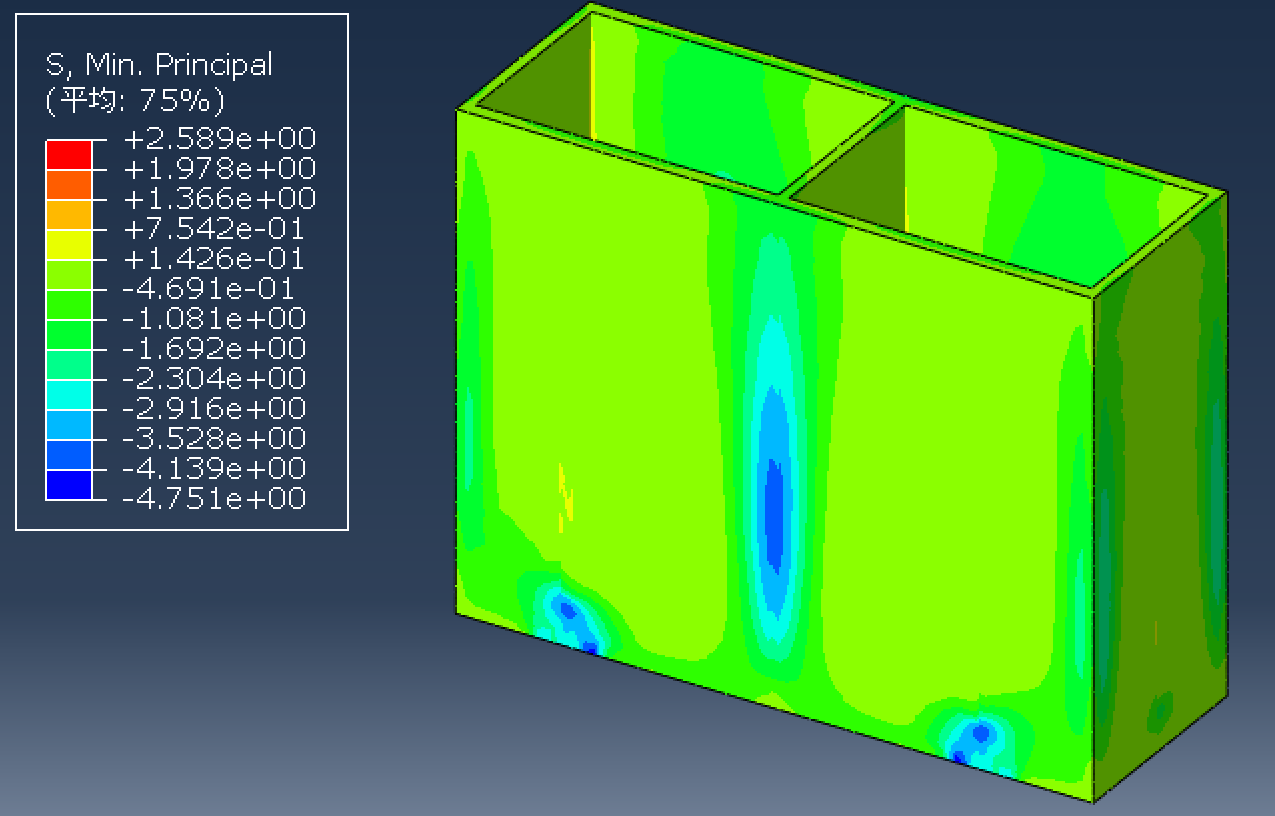 S, Min. Principal
(平均: 75%)
+2.589e+00
+1.978e+00
+1.366e+00
+7.542e-01
+1.426e-01
-4.691e-01
-1.081e+00
-1.692e+00
-2.304e+00
-2.916e+00
-3.528e+00
-4.139e+00
-4.751e+00